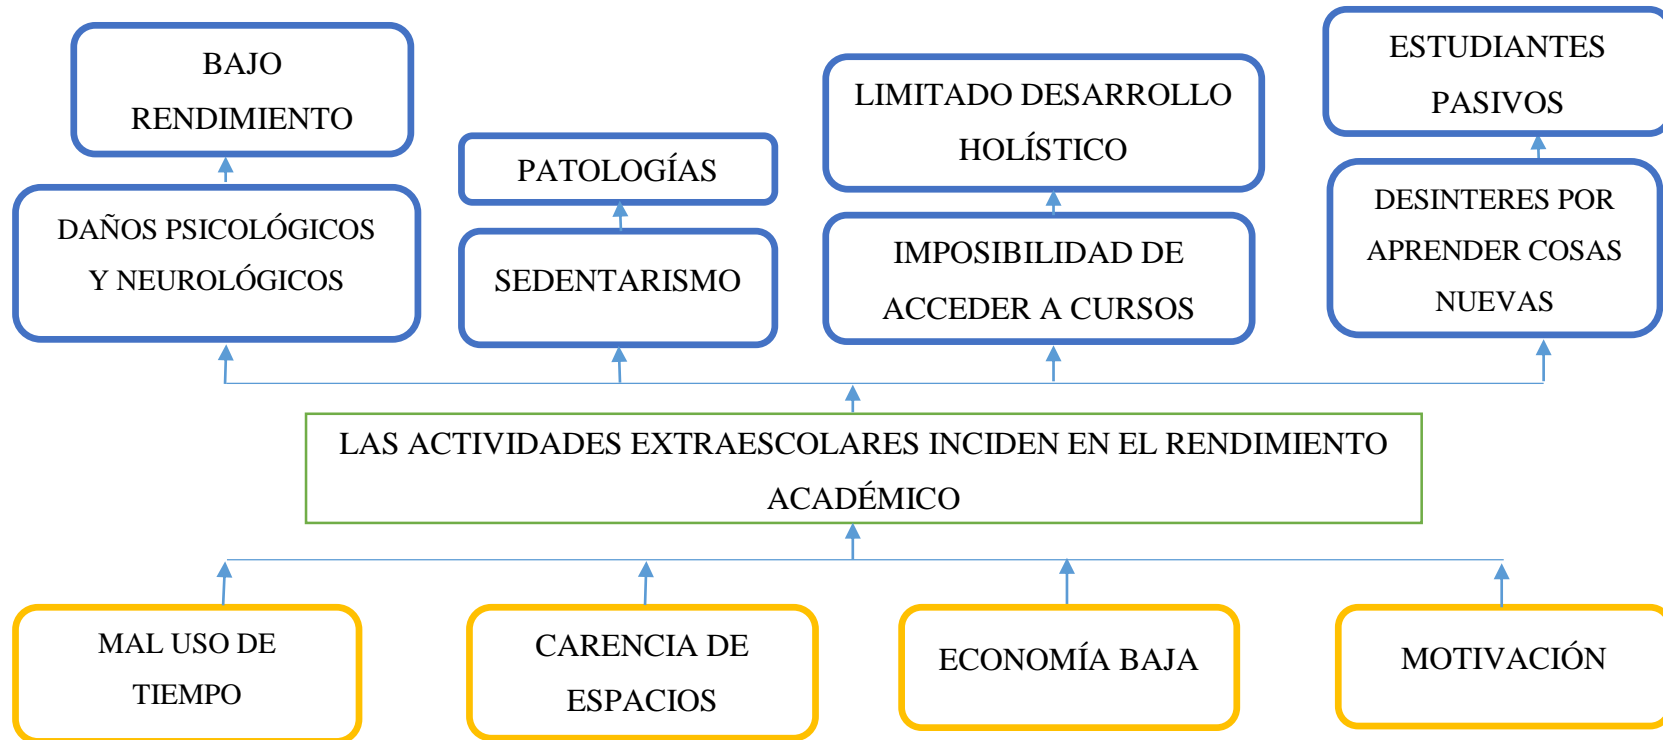 BAJO
RENDIMIENTO
PATOLOGÍAS
LIMITADO DESARROLLO
HOLÍSTICO
ESTUDIANTES
PASIVOS
DAÑOS PSICOLÓGICOS
Y NEUROLÓGICOS
SEDENTARISMO
IMPOSIBILIDAD DE
ACCEDER A CURSOS
DESINTERES POR
APRENDER COSAS
NUEVAS
LAS ACTIVIDADES EXTRAESCOLARES INCIDEN EN EL RENDIMIENTO
ACADÉMICO
MAL USO DE
TIEMPO
CARENCIA DE
ESPACIOS
ECONOMÍA BAJA
MOTIVACIÓN